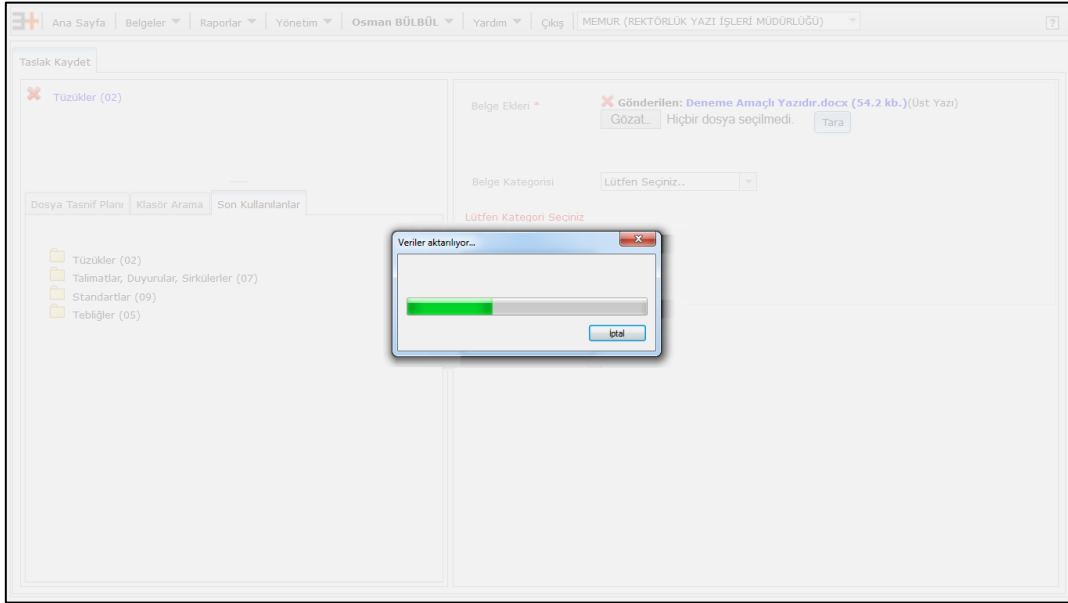 Ana Sayfa Belgeler Raporlar Yönetim Osman BÜLBÜL Yardım Çıkış MEMUR (REKTÖRLÜK YAZI İŞLERİ MÜDÜRLÜĞÜ) ?
Taslak Kaydet
Tüzükler (02)
Belge Ekleri * Gönderilen: Deneme Amaçlı Yazıdır.docx (54.2 kb.)(Üst Yazı)
Gözat.. Hiçbir dosya seçilmedi. Tara
Belge Kategorisi Lütfen Seçiniz..
Dosya Tasnif Planı Klasör Arama Son Kullanılanlar
Lütfen Kategori Seçiniz
Veriler aktarılıyor...
Tüzükler (02)
Talimatlar, Duyurular, Sirkülerler (07)
Standartlar (09)
Tebliğler (05)
İptal